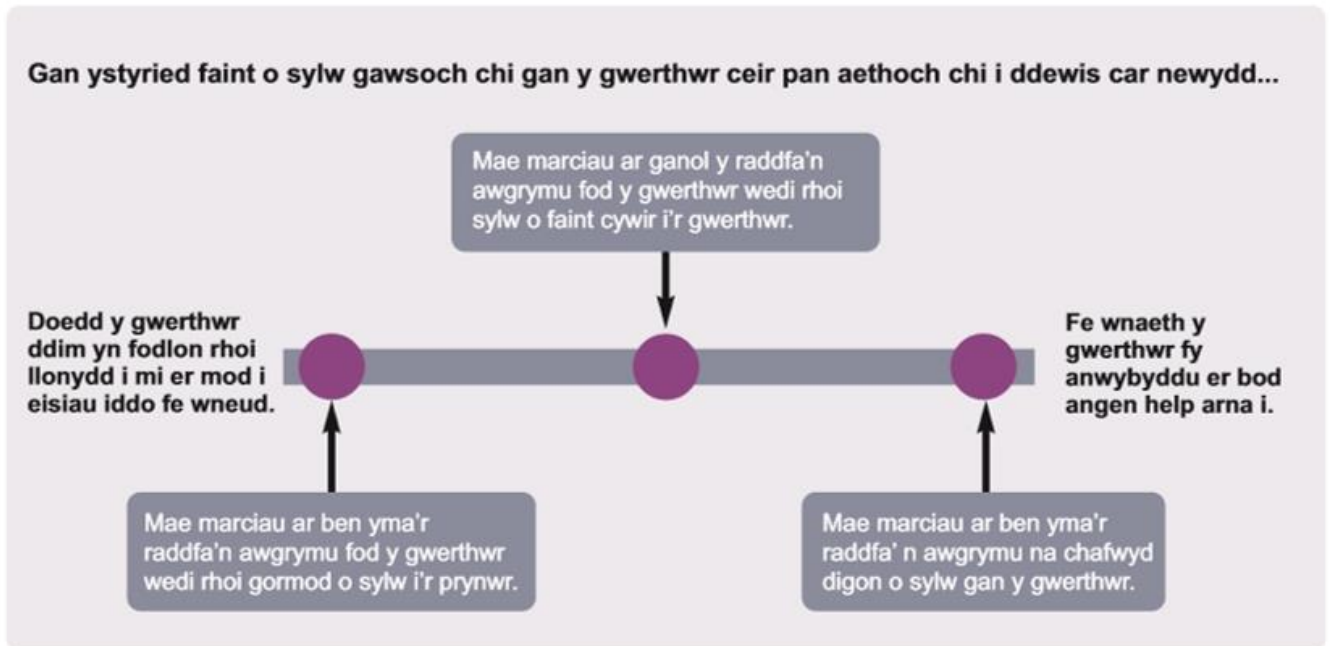 Gan ystyried faint o sylw gawsoch chi gan y gwerthwr ceir pan aethoch chi i ddewis car newydd...
Mae marciau ar ganol y raddfa'n
awgrymu fod y gwerthwr wedi rhoi
sylw o faint cywir i'r gwerthwr.
Doedd y gwerthwr
ddim yn fodlon rhoi
llonydd i mi er mod i
eisiau iddo fe wneud.
Fe wnaeth y
gwerthwr fy
anwybyddu er bod
angen help arna i.
Mae marciau ar ben yma'r
raddfa'n awgrymu fod y gwerthwr
wedi rhoi gormod o sylw i'r prynwr.
Mae marciau ar ben yma'r
raddfa' n awgrymu na chafwyd
digon o sylw gan y gwerthwr.